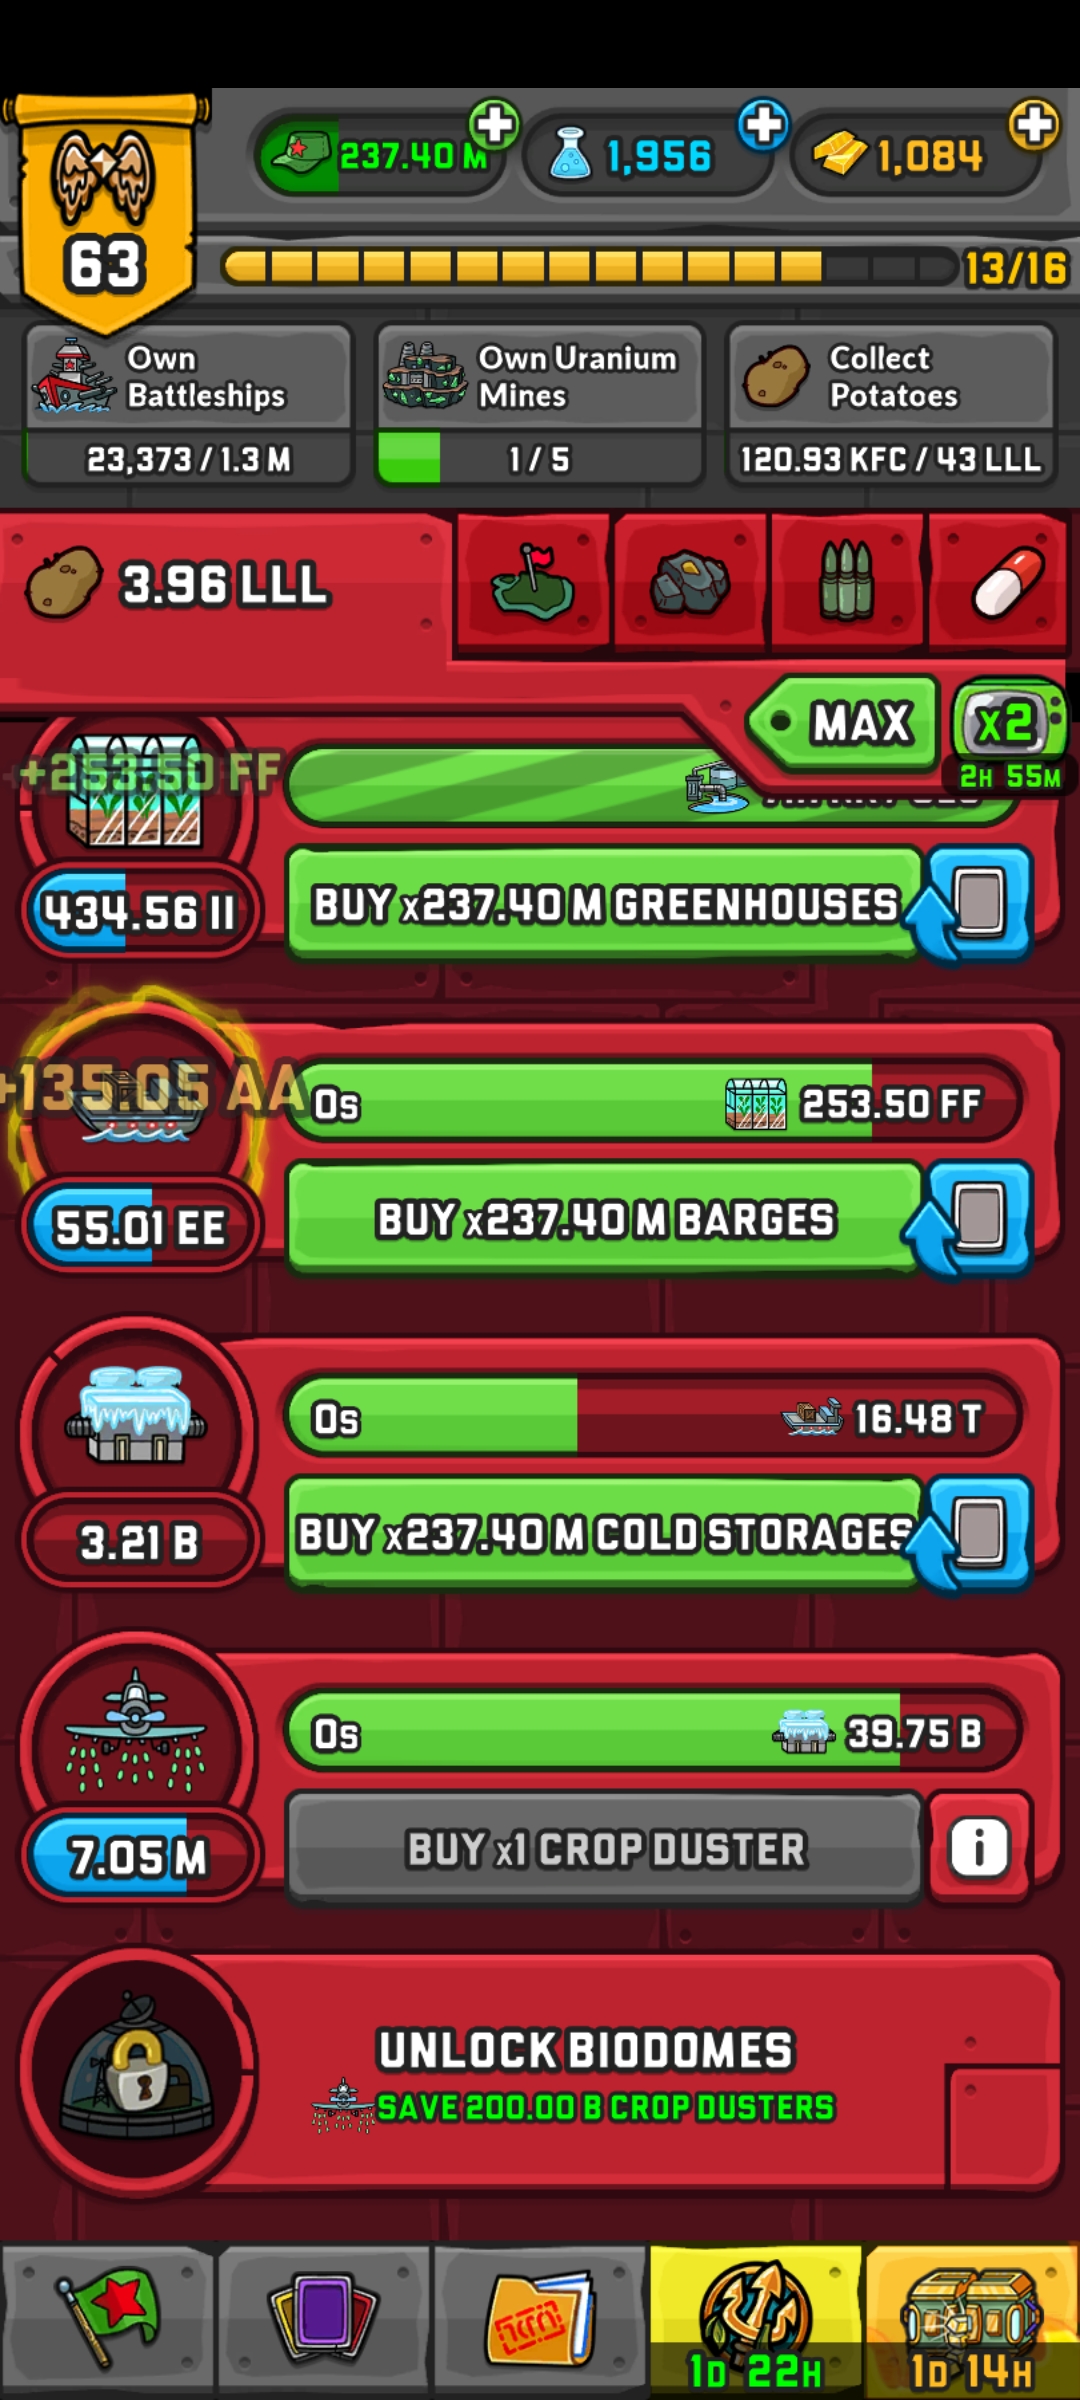 63
237.40 M
1,956
1,084
13/16
Own Battleships
23,373 / 1.3 M
Own Uranium Mines
1 / 5
Collect Potatoes
120.93 KFC / 43 LLL
3.96 LLL
MAX
x2
2H 55M
+253.50 FF
434.56 II
BUY x237.40 M GREENHOUSES
+135.05 AA
0s
253.50 FF
55.01 EE
BUY x237.40 M BARGES
0s
16.48 T
3.21 B
BUY x237.40 M COLD STORAGES
0s
39.75 B
7.05 M
BUY x1 CROP DUSTER
i
UNLOCK BIODOMES
SAVE 200.00 B CROP DUSTERS
1D 22H
1D 14H